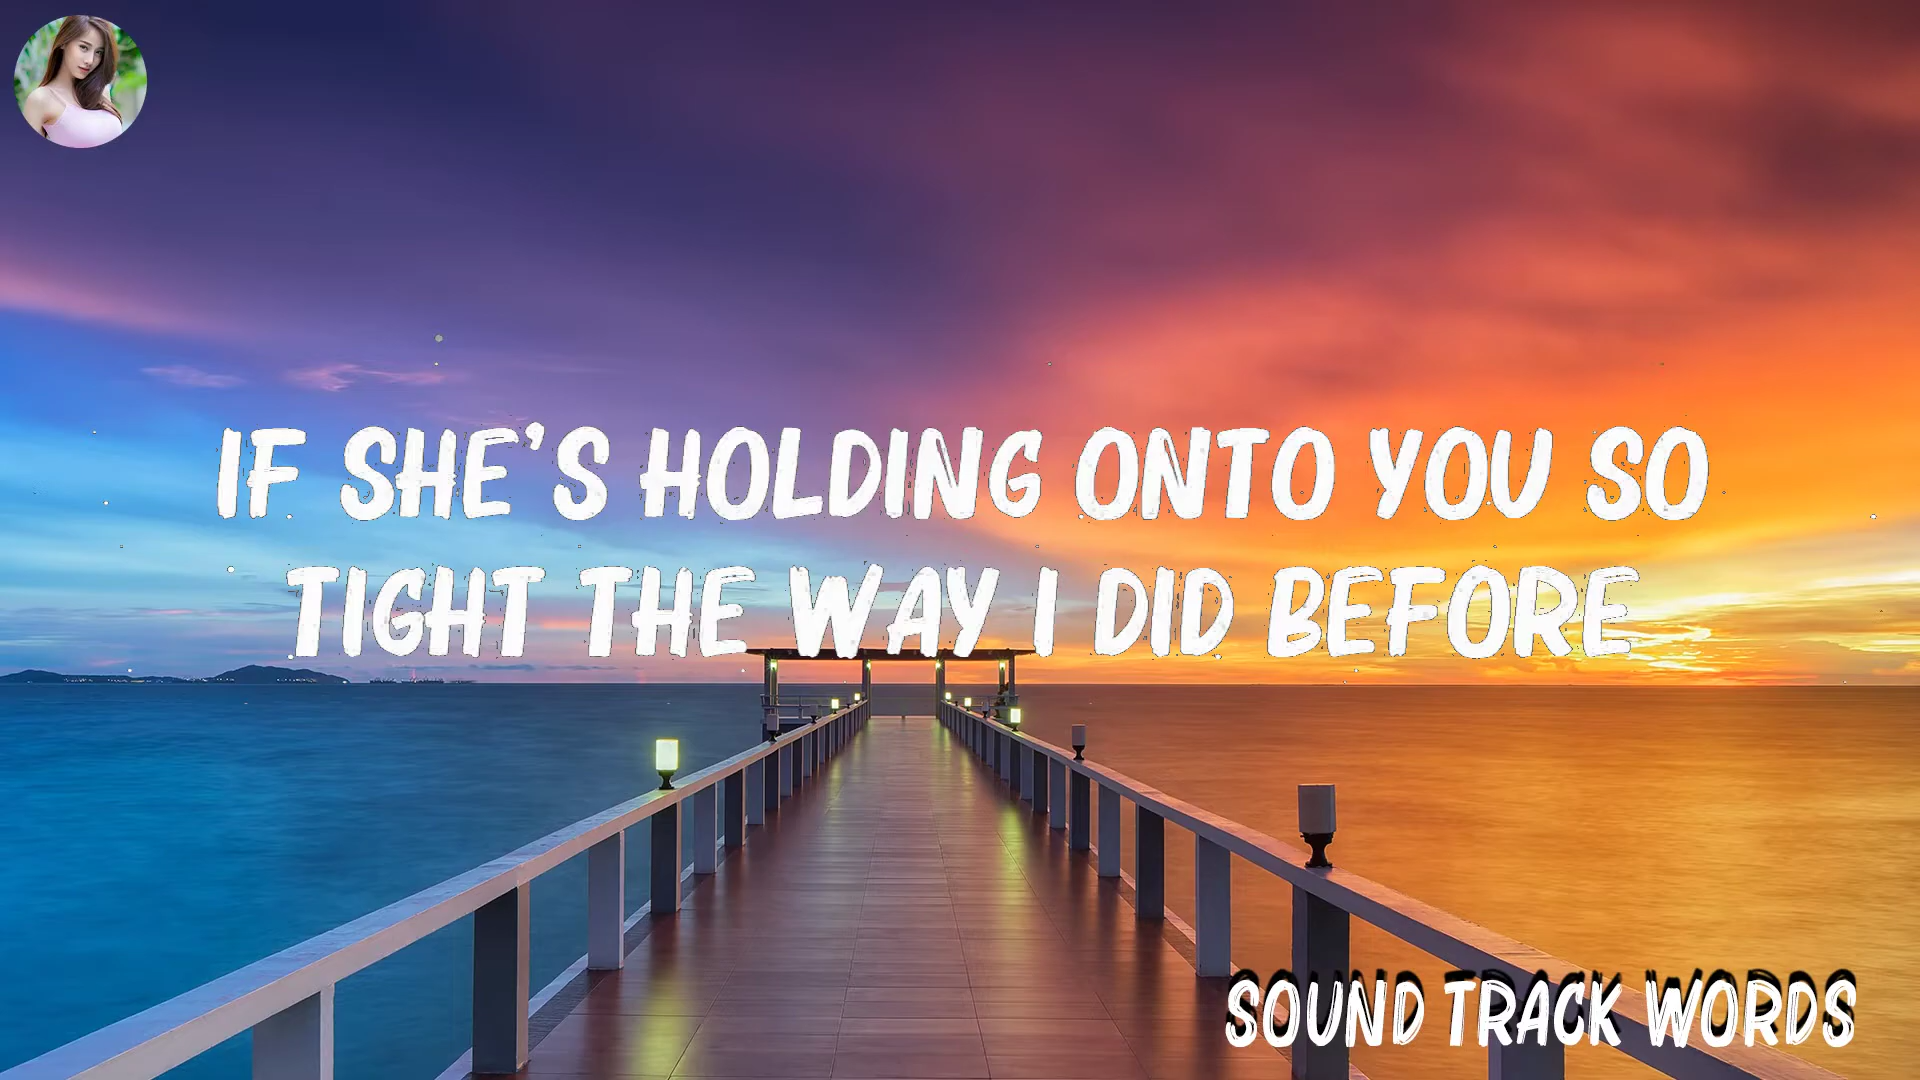 IF SHE'S HOLDING ONTO YOU SO
TIGHT THE WAY I DID BEFORE
SOUND TRACK WORDS